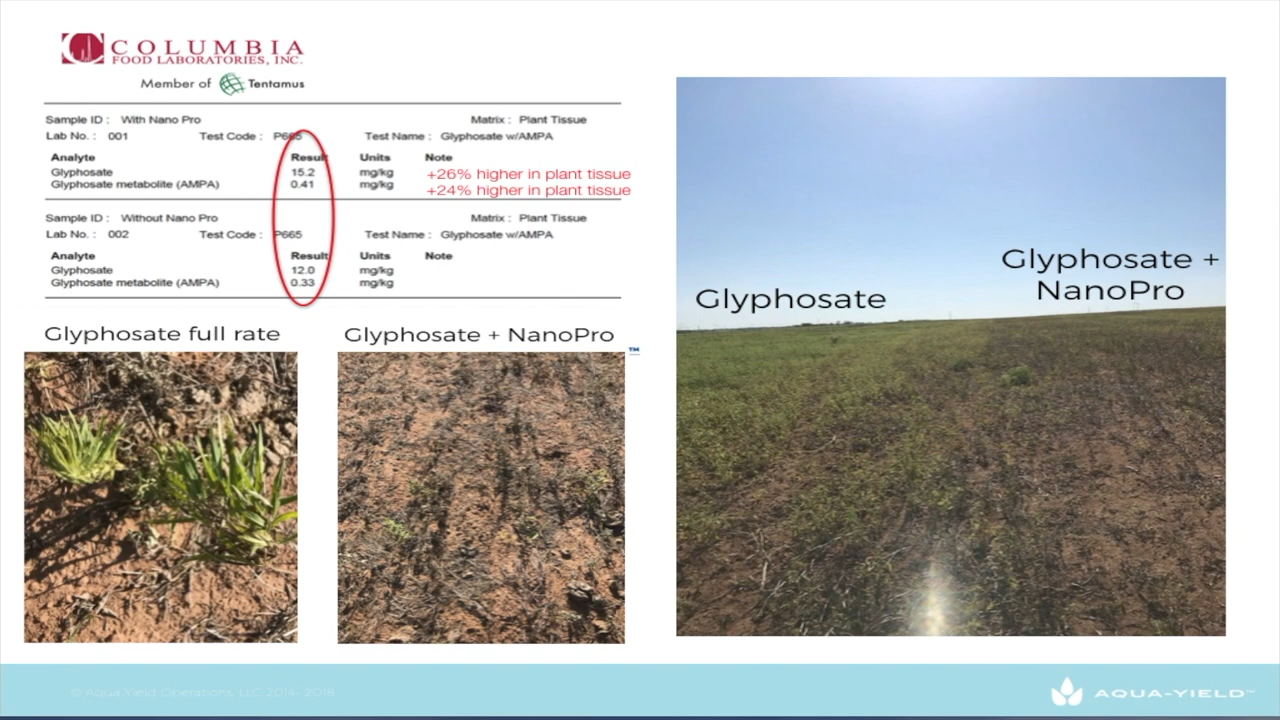 COLUMBIA
FOOD LABORATORIES, INC.
Member of Tentamus
Sample ID : With Nano Pro Matrix : Plant Tissue
Lab No. : 001 Test Code : P665 Test Name : Glyphosate w/AMPA
Analyte Result Units Note
Glyphosate 15.2 mg/kg +26% higher in plant tissue
Glyphosate metabolite (AMPA) 0.41 mg/kg +24% higher in plant tissue
Sample ID : Without Nano Pro Matrix : Plant Tissue
Lab No. : 002 Test Code : P665 Test Name : Glyphosate w/AMPA
Analyte Result Units Note
Glyphosate 12.0 mg/kg
Glyphosate metabolite (AMPA) 0.33 mg/kg
Glyphosate full rate
Glyphosate + NanoPro
™
Glyphosate
Glyphosate +
NanoPro
© Aqua-Yield Operations, LLC 2014- 2018
AQUA-YIELD™